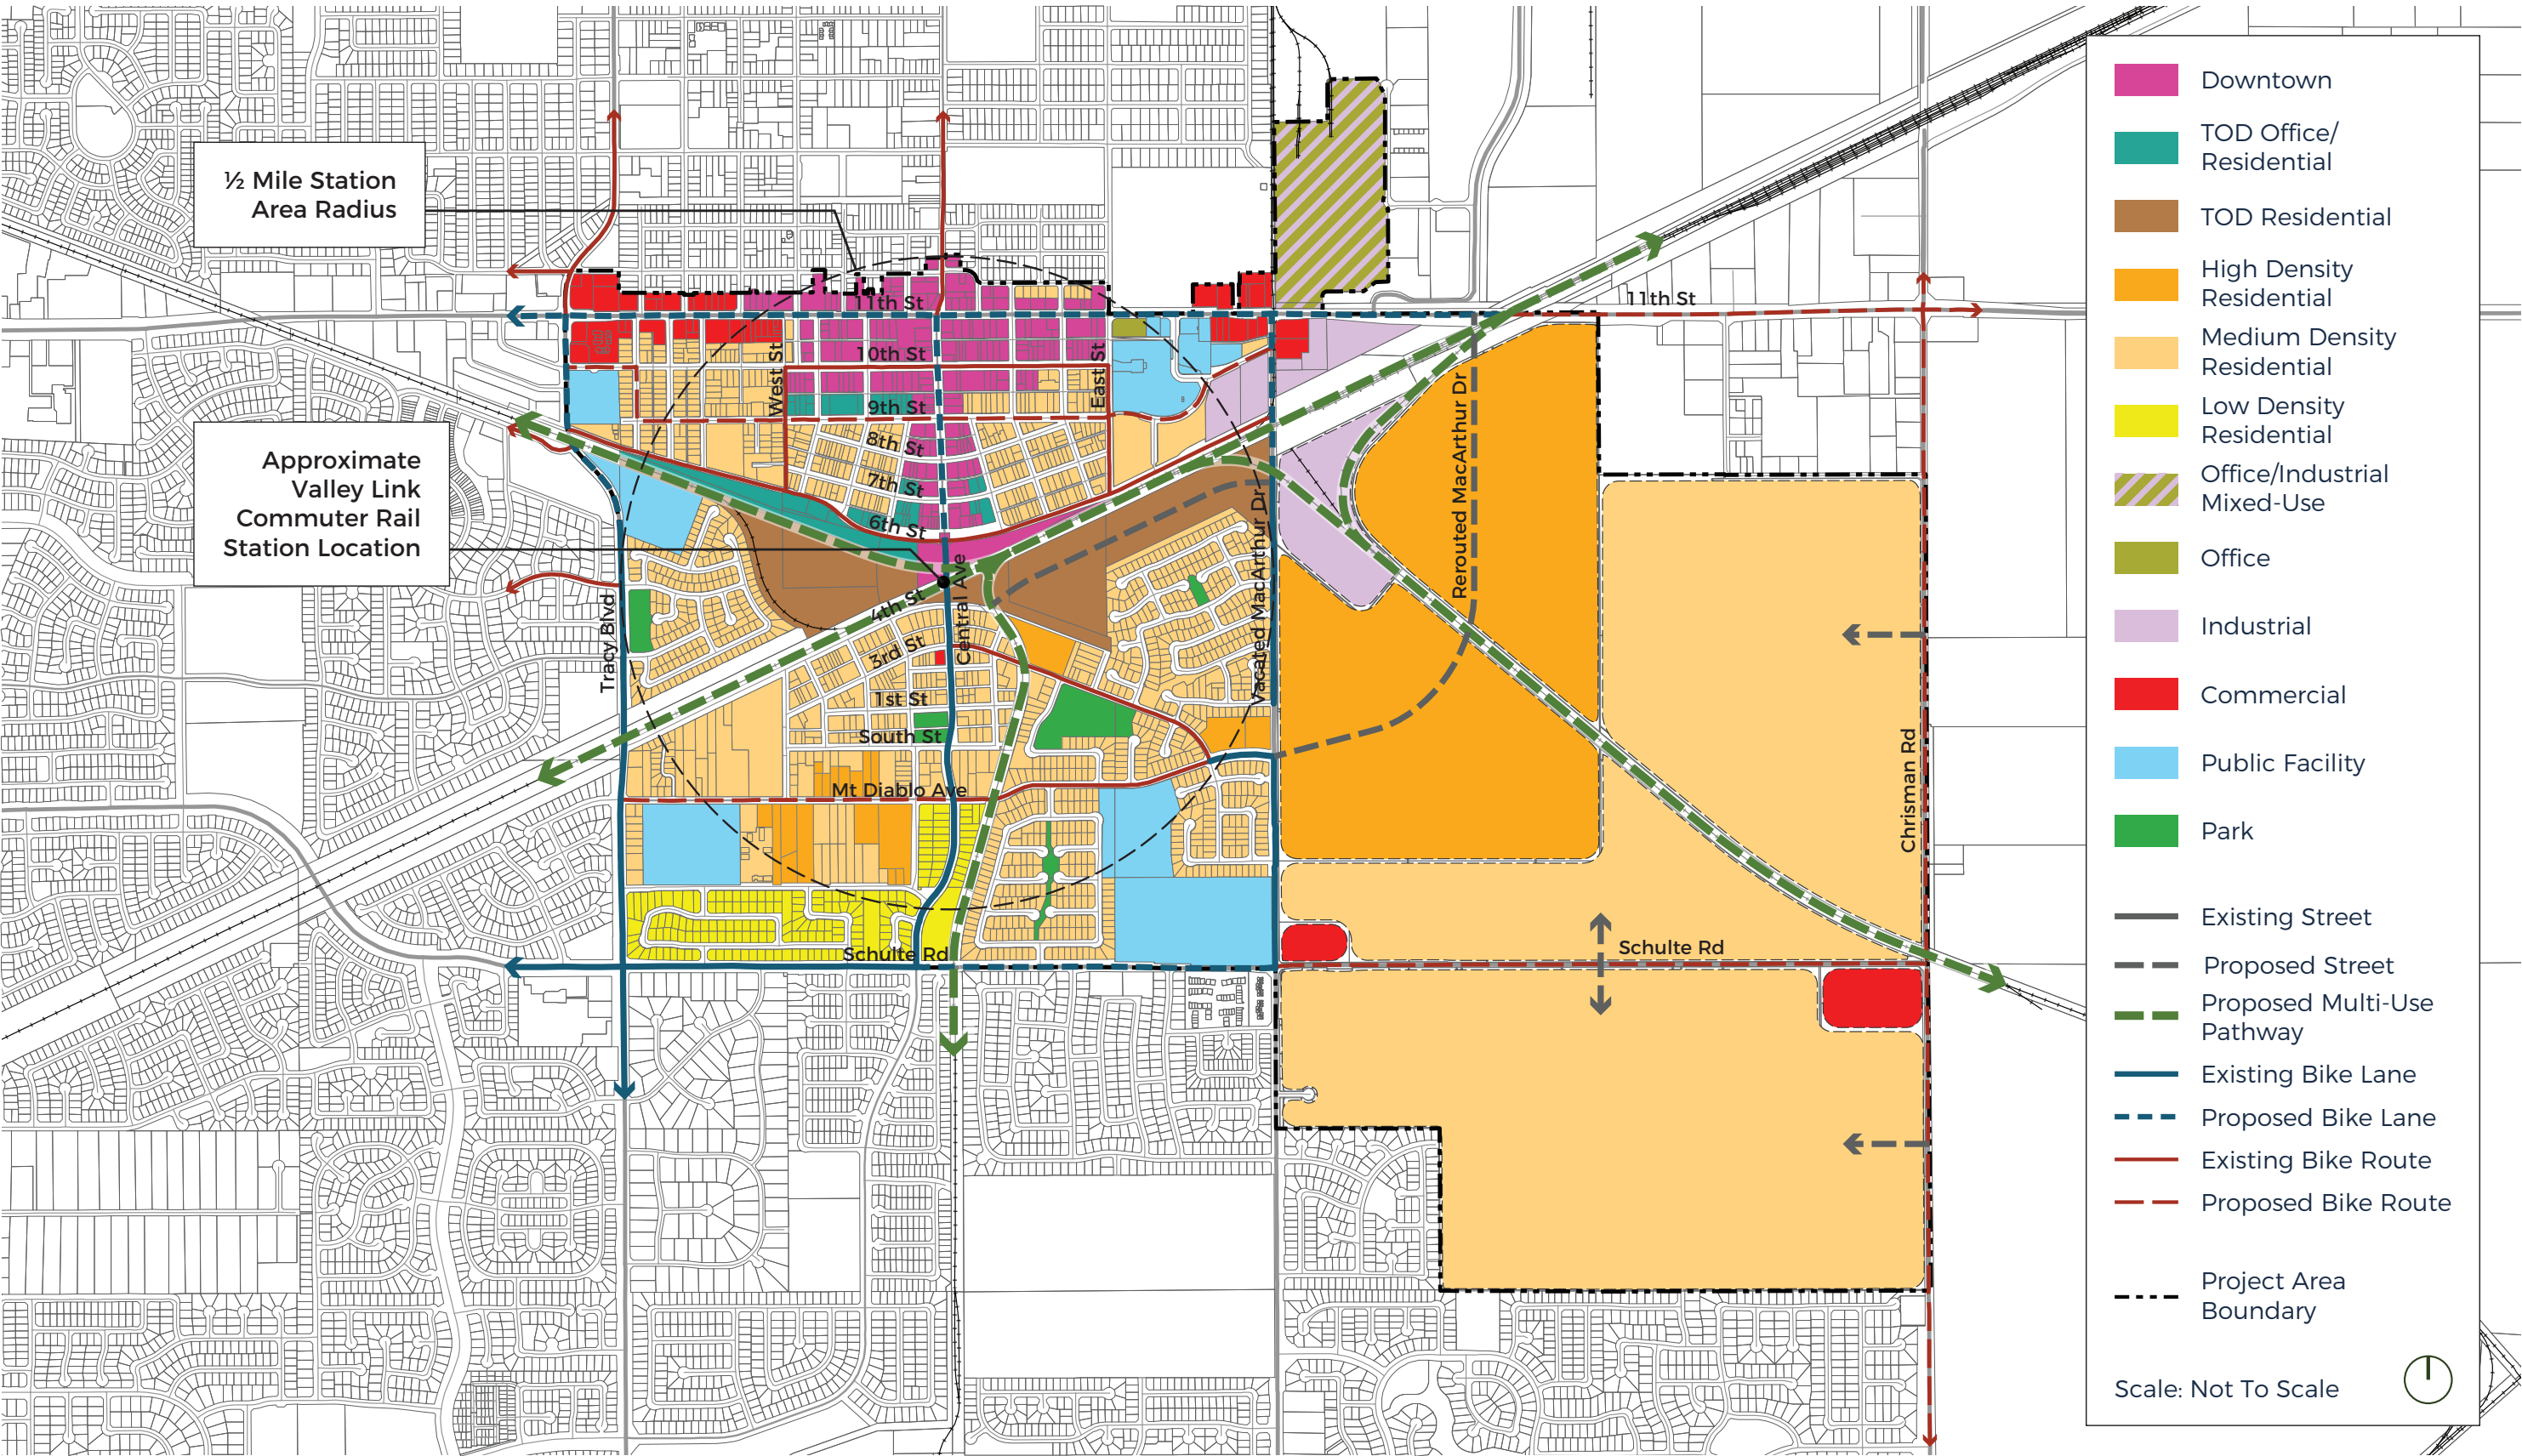 ½ Mile Station
Area Radius
Approximate
Valley Link
Commuter Rail
Station Location
11th St
11th St
10th St
9th St
8th St
7th St
6th St
4th St
3rd St
1st St
South St
Mt Diablo Ave
Schulte Rd
Schulte Rd
West St
East St
Central Ave
Tracy Blvd
Vacated MacArthur Dr
Rerouted MacArthur Dr
Chrisman Rd
Downtown
TOD Office/
Residential
TOD Residential
High Density
Residential
Medium Density
Residential
Low Density
Residential
Office/Industrial
Mixed-Use
Office
Industrial
Commercial
Public Facility
Park
Existing Street
Proposed Street
Proposed Multi-Use
Pathway
Existing Bike Lane
Proposed Bike Lane
Existing Bike Route
Proposed Bike Route
Project Area
Boundary
Scale: Not To Scale